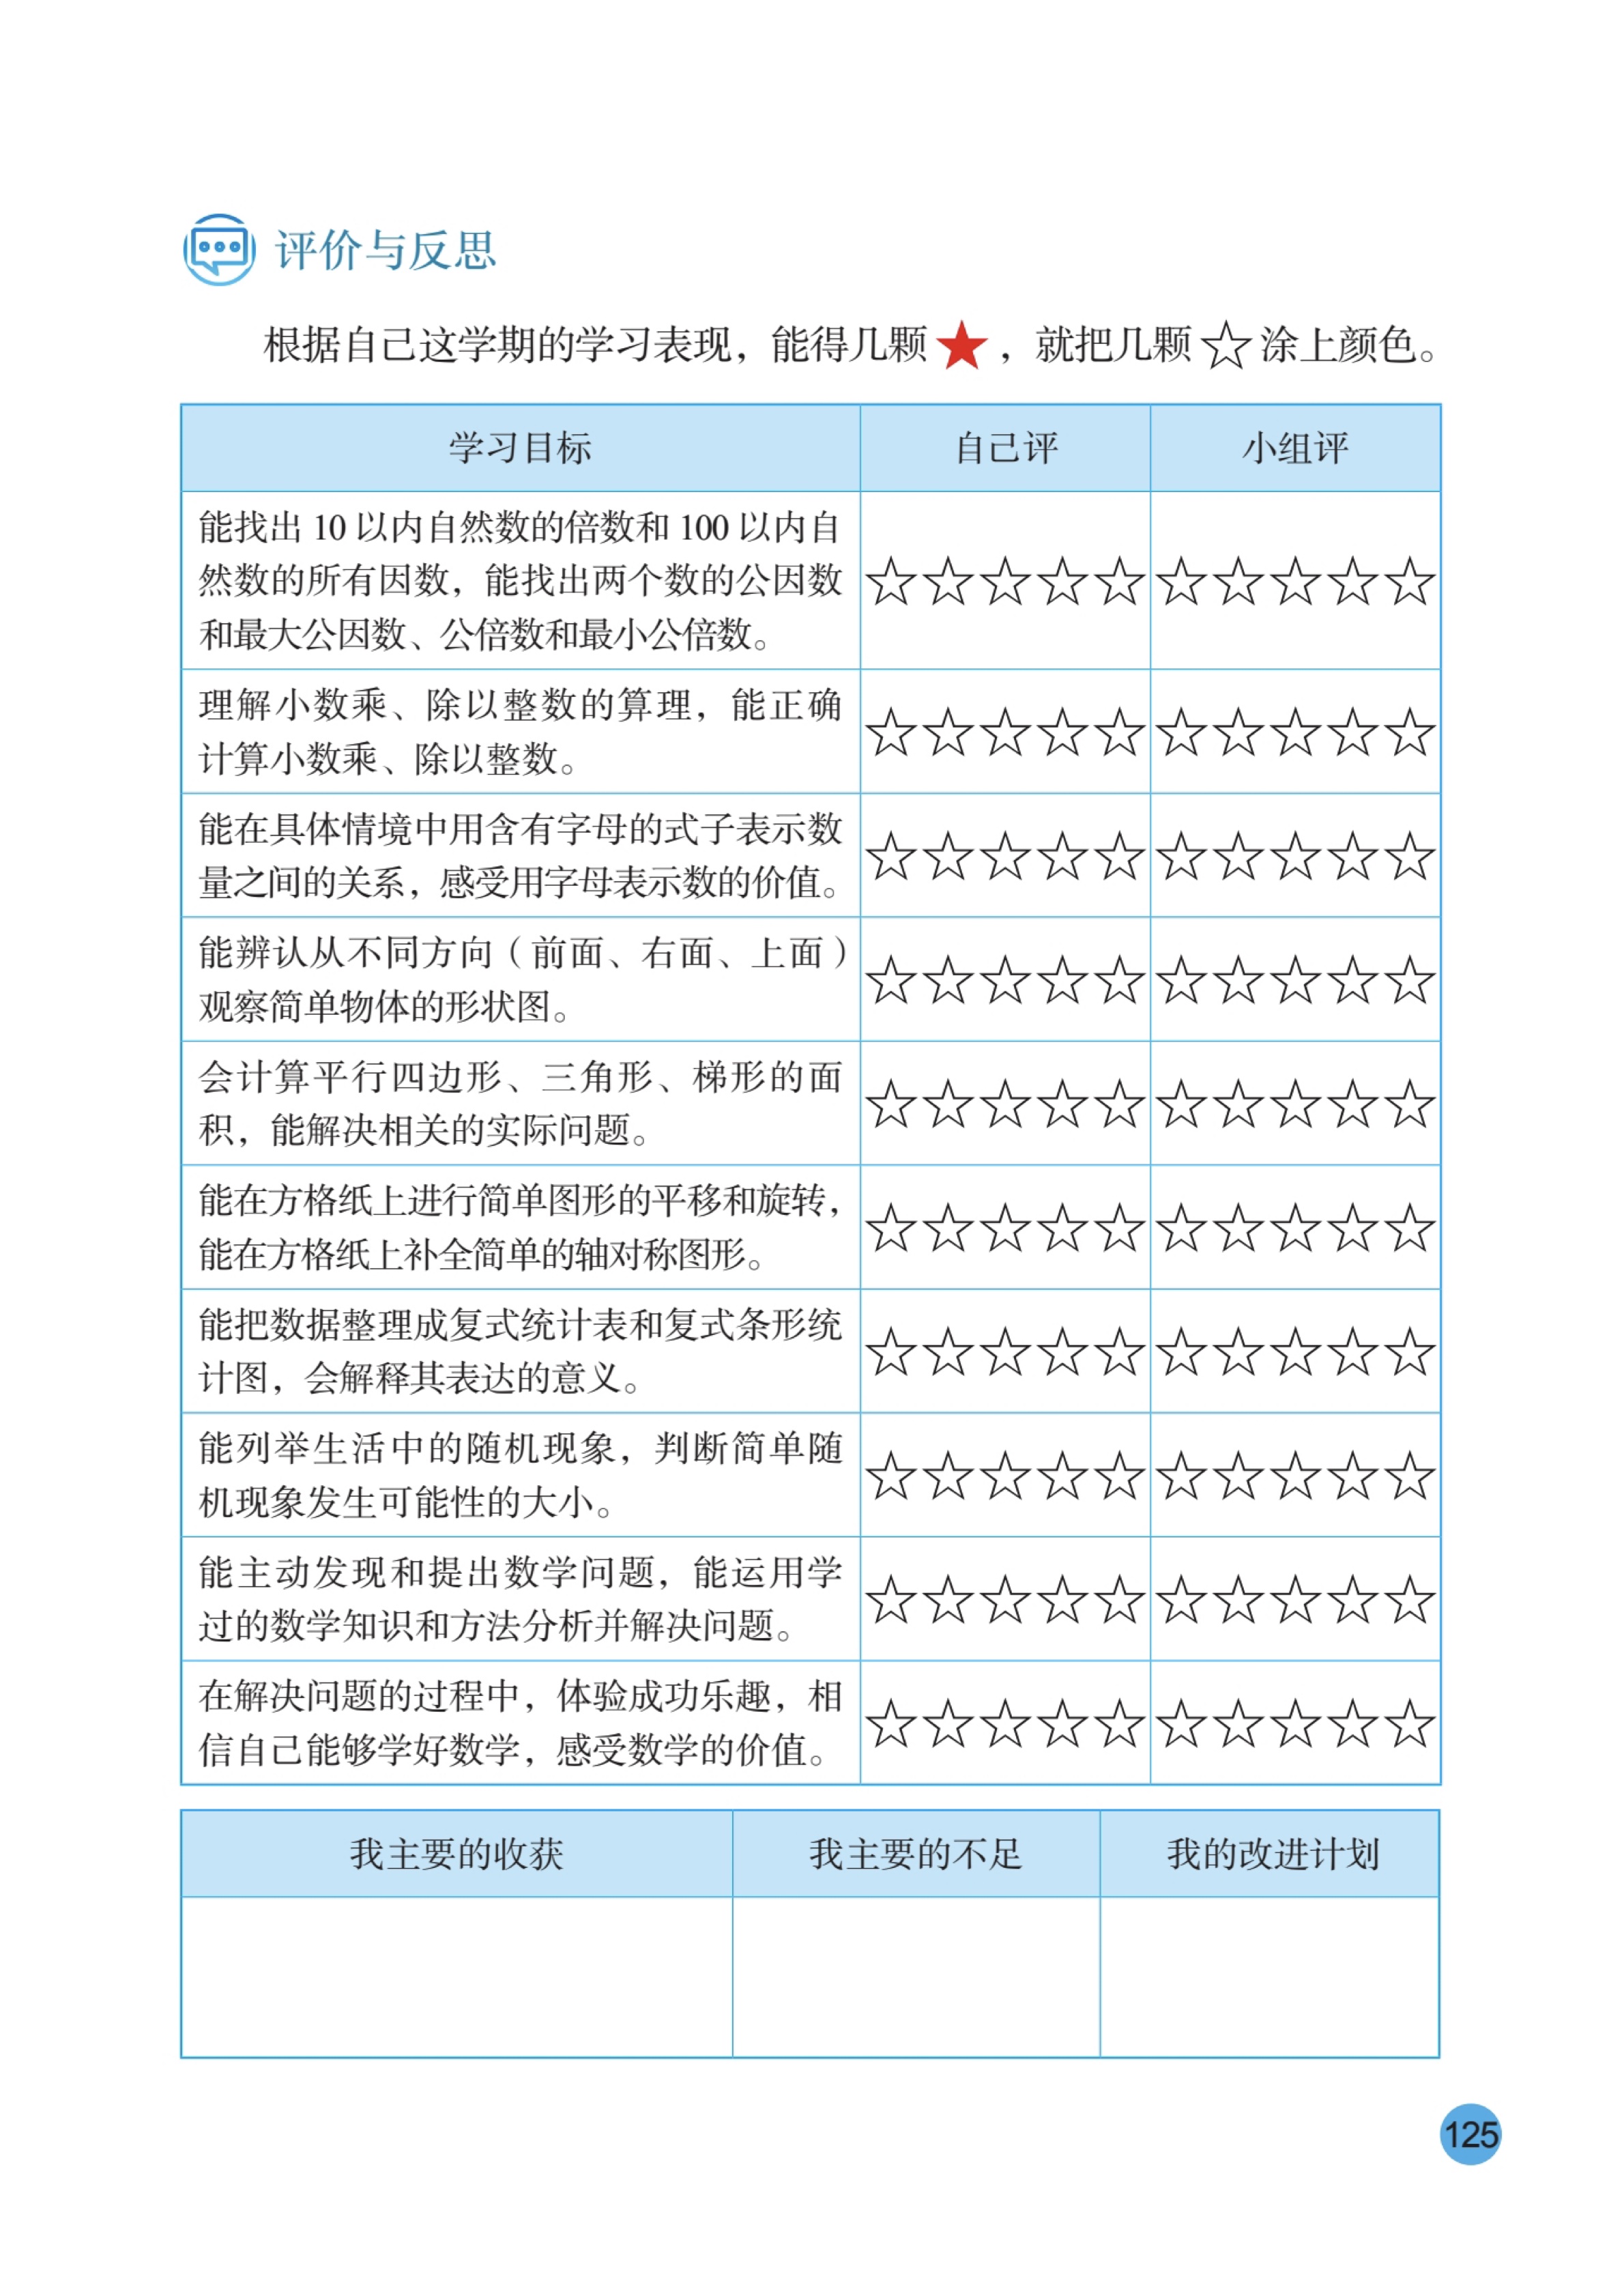 评价与反思
根据自己这学期的学习表现，能得几颗★，就把几颗☆涂上颜色。
学习目标 自己评 小组评
能找出 10 以内自然数的倍数和 100 以内自
然数的所有因数，能找出两个数的公因数
和最大公因数、公倍数和最小公倍数。
☆☆☆☆☆ ☆☆☆☆☆
理解小数乘、除以整数的算理，能正确
计算小数乘、除以整数。
☆☆☆☆☆ ☆☆☆☆☆
能在具体情境中用含有字母的式子表示数
量之间的关系，感受用字母表示数的价值。
☆☆☆☆☆ ☆☆☆☆☆
能辨认从不同方向（前面、右面、上面）
观察简单物体的形状图。
☆☆☆☆☆ ☆☆☆☆☆
会计算平行四边形、三角形、梯形的面
积，能解决相关的实际问题。
☆☆☆☆☆ ☆☆☆☆☆
能在方格纸上进行简单图形的平移和旋转，
能在方格纸上补全简单的轴对称图形。
☆☆☆☆☆ ☆☆☆☆☆
能把数据整理成复式统计表和复式条形统
计图，会解释其表达的意义。
☆☆☆☆☆ ☆☆☆☆☆
能列举生活中的随机现象，判断简单随
机现象发生可能性的大小。
☆☆☆☆☆ ☆☆☆☆☆
能主动发现和提出数学问题，能运用学
过的数学知识和方法分析并解决问题。
☆☆☆☆☆ ☆☆☆☆☆
在解决问题的过程中，体验成功乐趣，相
信自己能够学好数学，感受数学的价值。
☆☆☆☆☆ ☆☆☆☆☆
我主要的收获 我主要的不足 我的改进计划
125